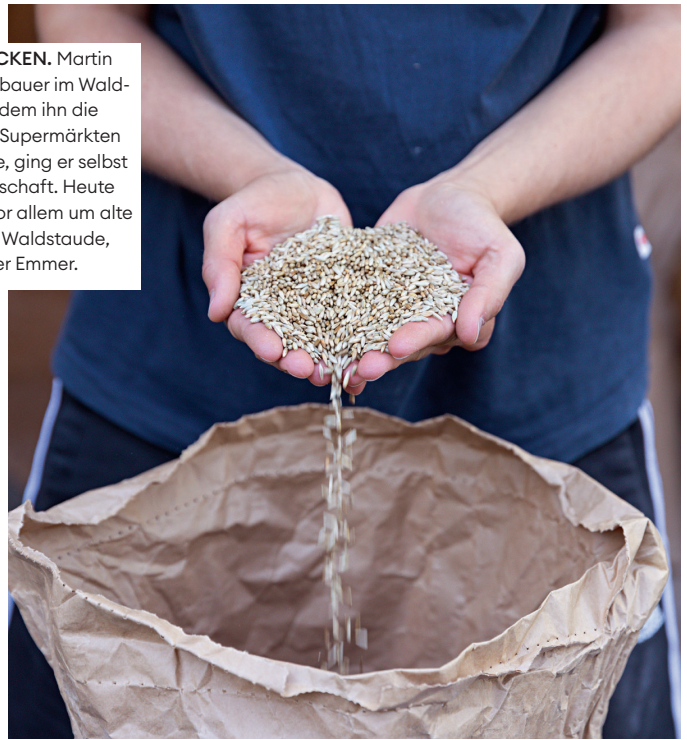 CKEN. Martin
bauer im Wald-
dem ihn die
Supermärkten
e, ging er selbst
schaft. Heute
or allem um alte
Waldstaude,
er Emmer.